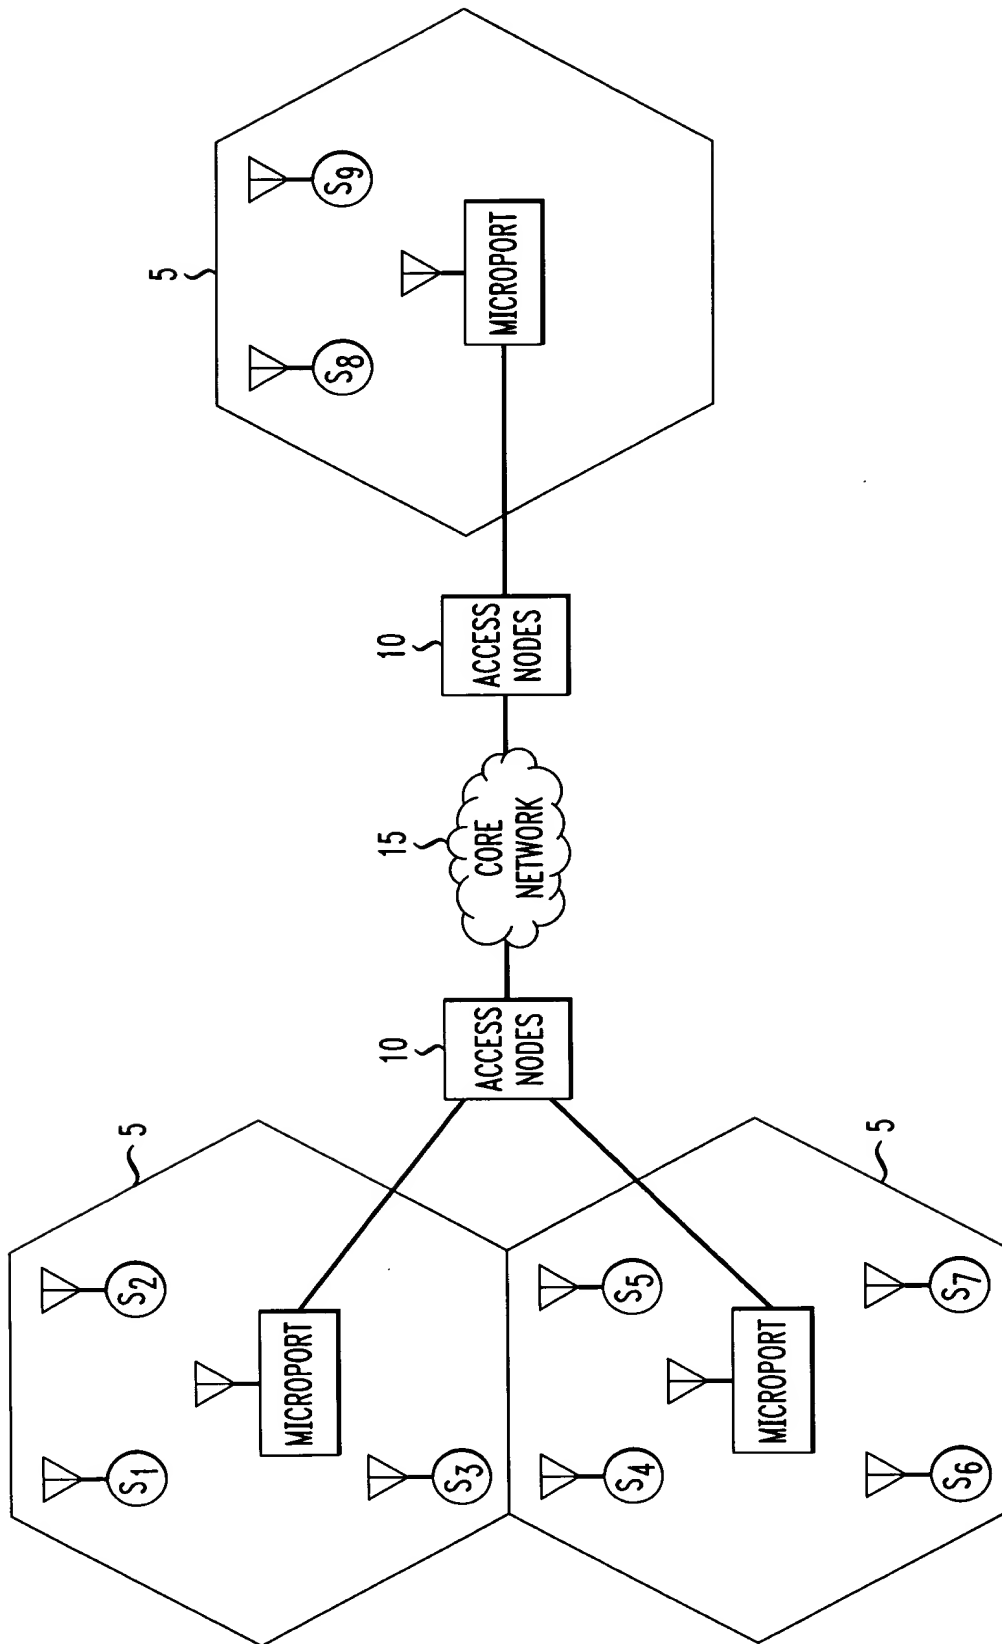 5
S1
S2
MICROPORT
S3
S4
S5
MICROPORT
S6
S7
5
10
ACCESS
NODES
15
CORE
NETWORK
10
ACCESS
NODES
5
S8
S9
MICROPORT